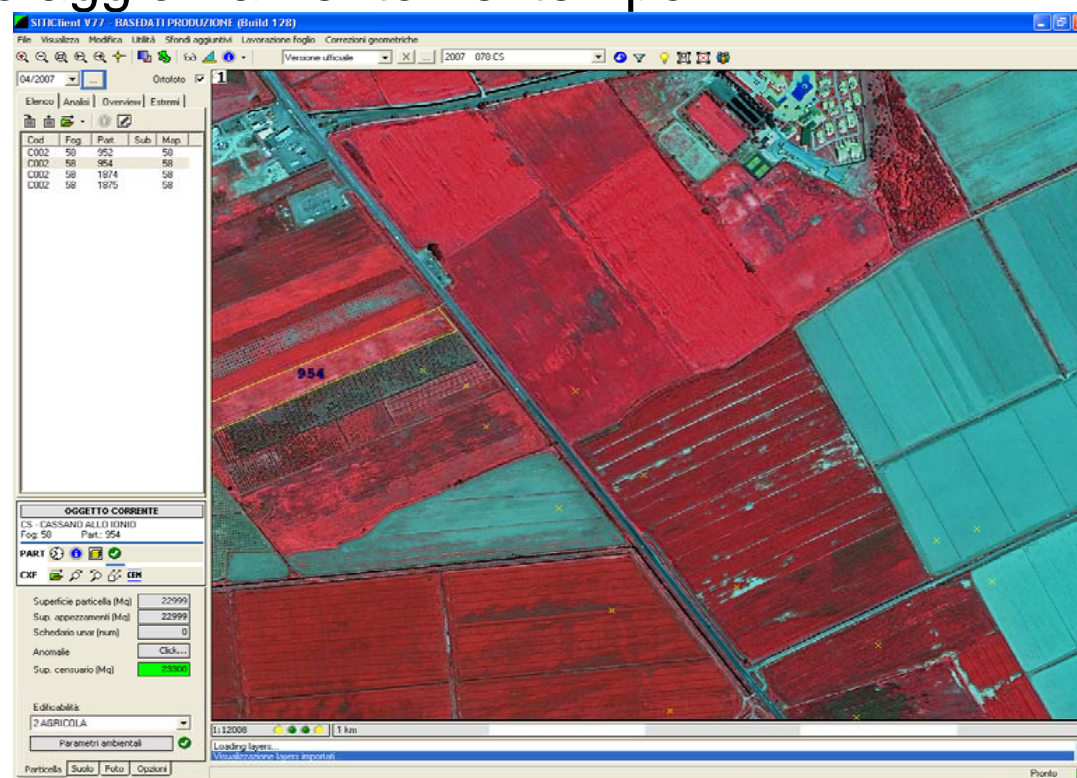 SITIClient V77 - BASEDATI PRODUZIONE (Build 128)
File Visualizza Modifica Utilità Sfondi aggiuntivi Lavorazione foglio Correzioni geometriche
Versione ufficiale X ... 2007 078 CS
04/2007 ... Ortofoto
1
Elenco Analisi Overview Estremi
Cod Fog. Part. Sub Map.
C002 58 952 58
C002 58 954 58
C002 58 1874 58
C002 58 1875 58
954
OGGETTO CORRENTE
CS - CASSANO ALLO IONIO
Fog: 58 Part.: 954
PART
CXF CEM
Superficie particella (Mq) 22999
Sup. appezzamenti (Mq) 22999
Schedario unar (num) 0
Anomalie Click...
Sup. censuario (Mq) 23300
Edificabilità:
2 AGRICOLA
Parametri ambientali
1:12008 1 km
Loading layers...
Visualizzazione layers importati...
Particella Suolo Foto Opzioni
Pronto